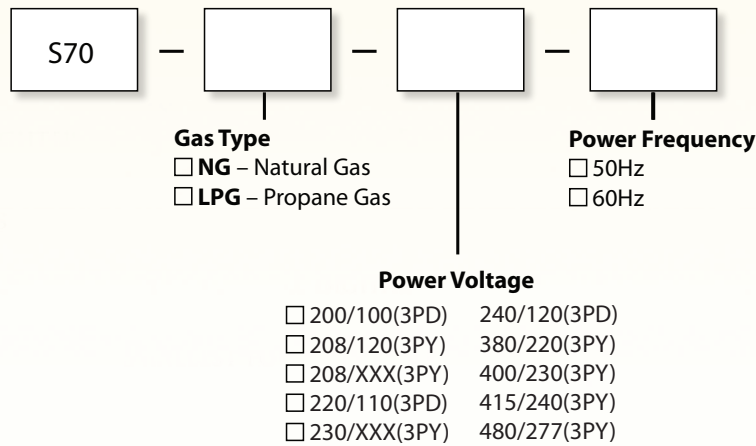 S70 – – –
Gas Type
☐ NG – Natural Gas
☐ LPG – Propane Gas
Power Frequency
☐ 50Hz
☐ 60Hz
Power Voltage
☐ 200/100(3PD) 240/120(3PD)
☐ 208/120(3PY) 380/220(3PY)
☐ 208/XXX(3PY) 400/230(3PY)
☐ 220/110(3PD) 415/240(3PY)
☐ 230/XXX(3PY) 480/277(3PY)